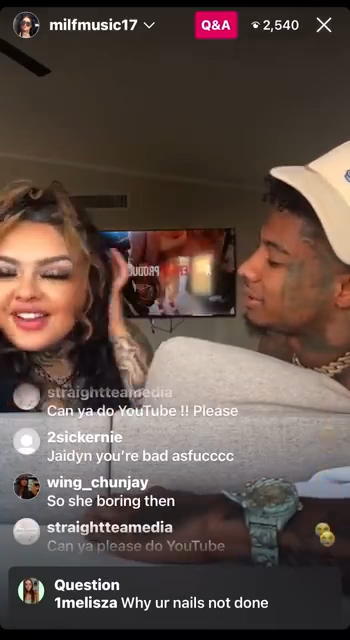 milfmusic17
Q&A
2,540
PRODUC
straightteamedia
Can ya do YouTube !! Please
2sickernie
Jaidyn you're bad asfucccc
wing_chunjay
So she boring then
straightteamedia
Can ya please do YouTube
Question
1melisza Why ur nails not done